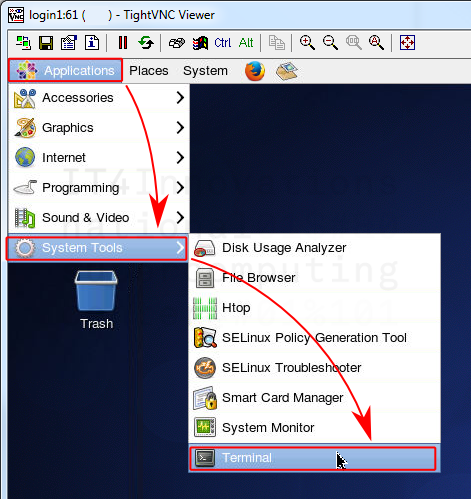 login1:61 ( ) - TightVNC Viewer
Ctrl Alt
Applications Places System
Accessories
Graphics
Internet
Programming
Sound & Video
System Tools
Disk Usage Analyzer
File Browser
Htop
SELinux Policy Generation Tool
SELinux Troubleshooter
Smart Card Manager
System Monitor
Terminal
Trash